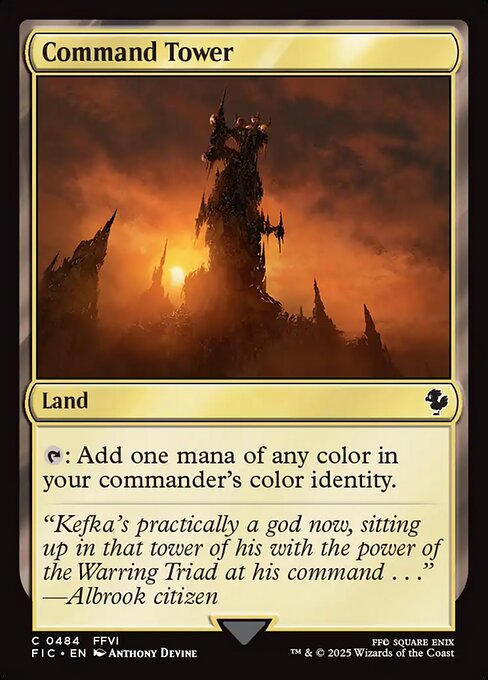 Command Tower
Land
: Add one mana of any color in
your commander’s color identity.
“Kefka’s practically a god now, sitting
up in that tower of his with the power of
the Warring Triad at his command . . .”
—Albrook citizen
C 0484 FFVI
FIC • EN Anthony Devine
FF© SQUARE ENIX
™ & © 2025 Wizards of the Coast